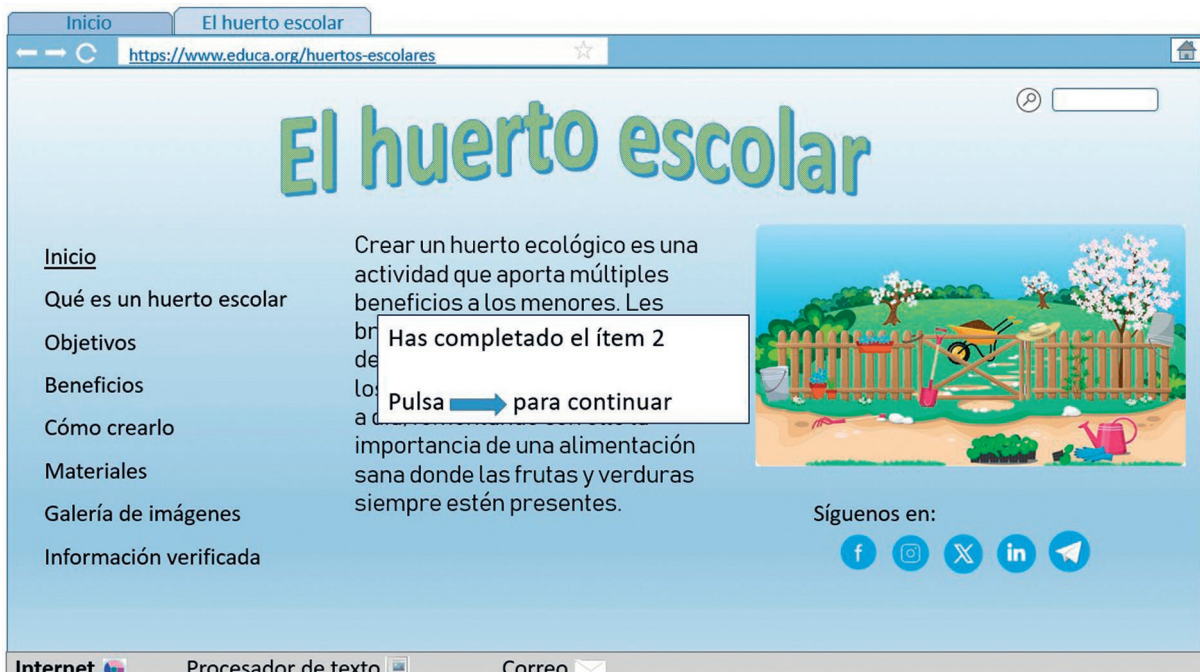 Inicio
El huerto escolar
https://www.educa.org/huertos-escolares
El huerto escolar
Inicio
Qué es un huerto escolar
Objetivos
Beneficios
Cómo crearlo
Materiales
Galería de imágenes
Información verificada
Crear un huerto ecológico es una
actividad que aporta múltiples
beneficios a los menores. Les
importancia de una alimentación
sana donde las frutas y verduras
siempre estén presentes.
Has completado el ítem 2
Pulsa para continuar
Síguenos en:
Internet
Procesador de texto
Correo